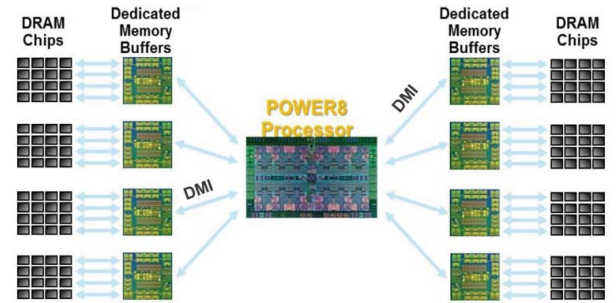 DRAM
Chips
Dedicated
Memory
Buffers
POWER8
Processor
DMI
DMI
Dedicated
Memory
Buffers
DRAM
Chips